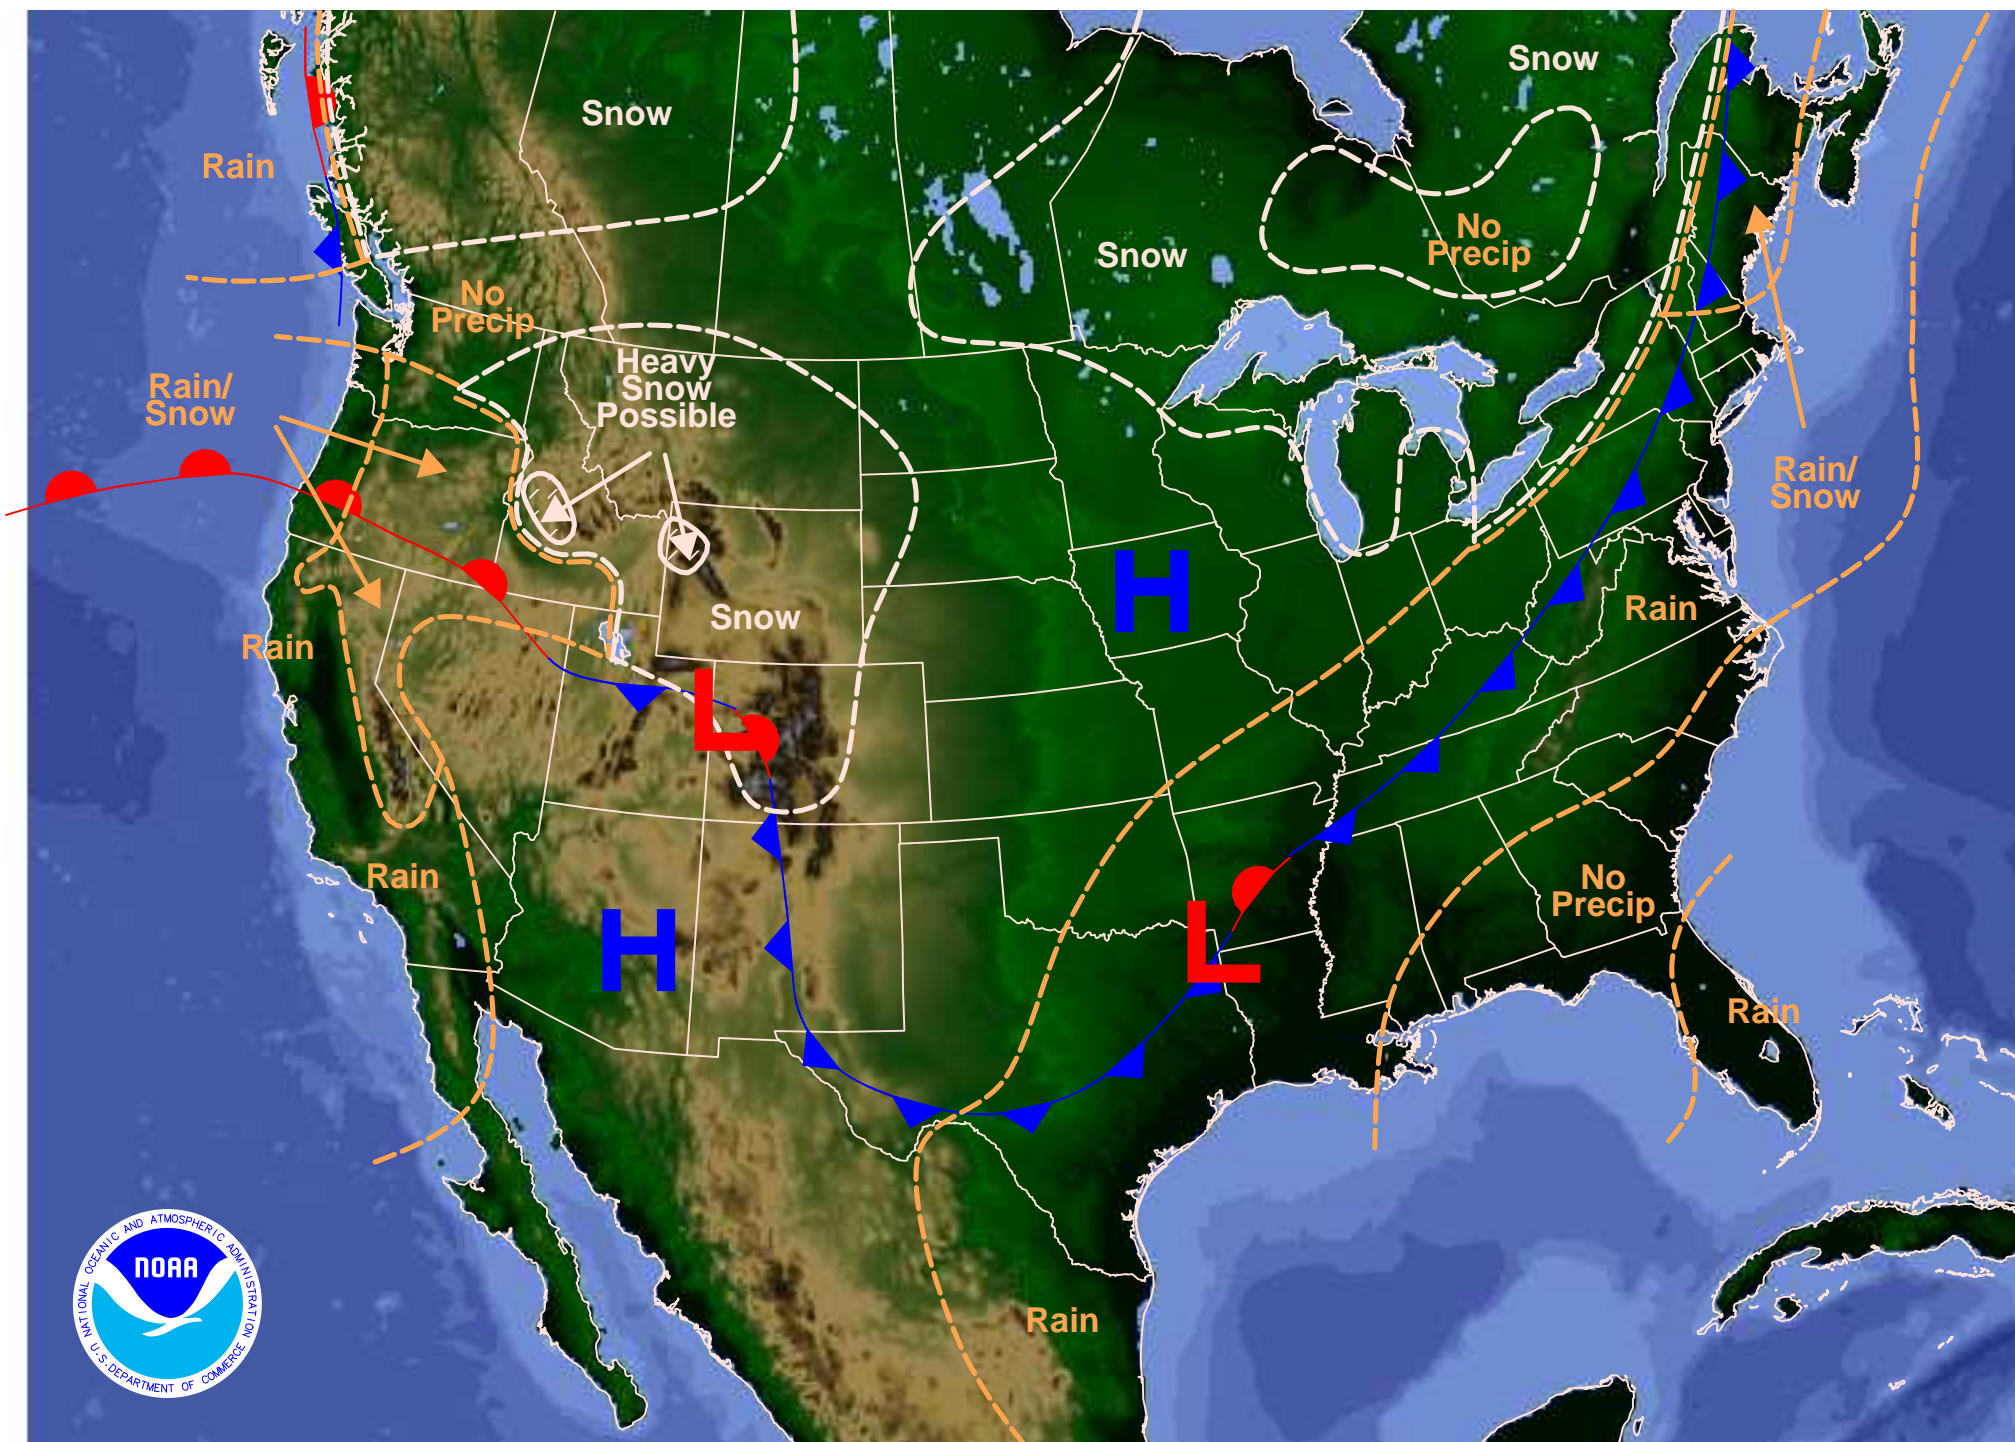 Snow
Snow
Rain
No
Precip
Snow
No
Precip
Heavy
Snow
Possible
Rain/
Snow
Rain/
Snow
H
Rain
Snow
Rain
L
Rain
No
Precip
H
L
Rain
Rain
NATIONAL OCEANIC AND ATMOSPHERIC ADMINISTRATION
NOAA
U.S. DEPARTMENT OF COMMERCE